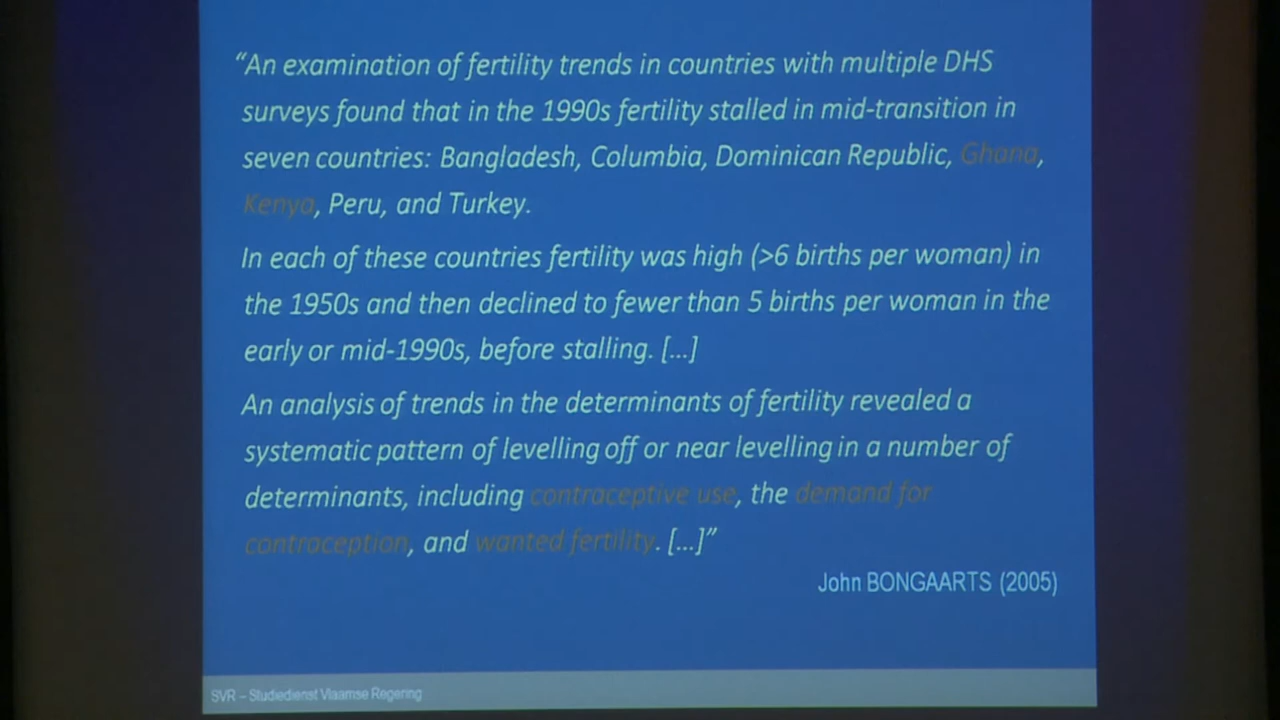 “An examination of fertility trends in countries with multiple DHS
surveys found that in the 1990s fertility stalled in mid-transition in
seven countries: Bangladesh, Columbia, Dominican Republic, Ghana,
Kenya, Peru, and Turkey.
In each of these countries fertility was high (>6 births per woman) in
the 1950s and then declined to fewer than 5 births per woman in the
early or mid-1990s, before stalling. [...]
An analysis of trends in the determinants of fertility revealed a
systematic pattern of levelling off or near levelling in a number of
determinants, including contraceptive use, the demand for
contraception, and wanted fertility. [...]”
John BONGAARTS (2005)
SVR – Studiedienst Vlaamse Regering